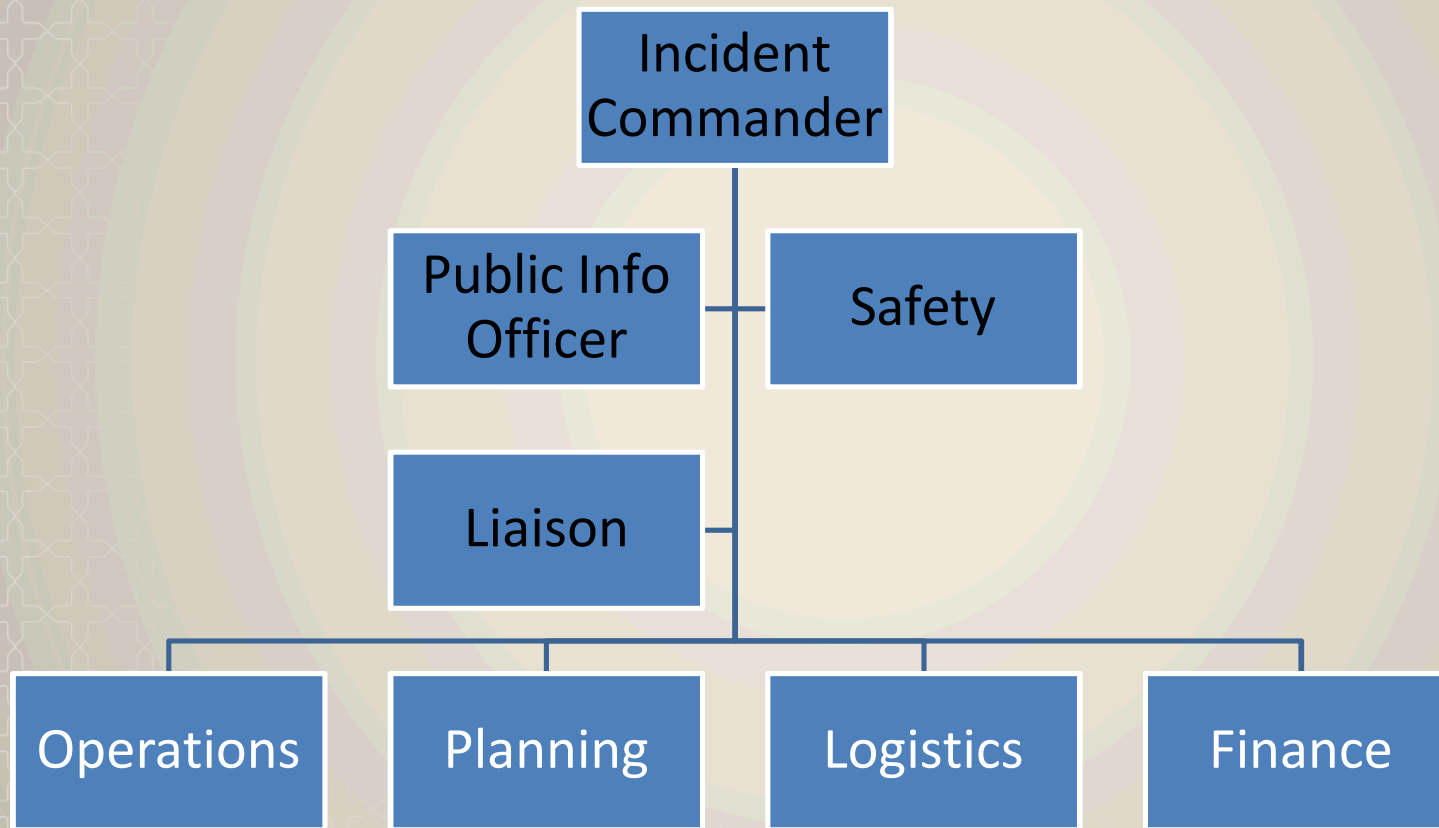 Incident
Commander
Public Info
Officer
Safety
Liaison
Operations
Planning
Logistics
Finance